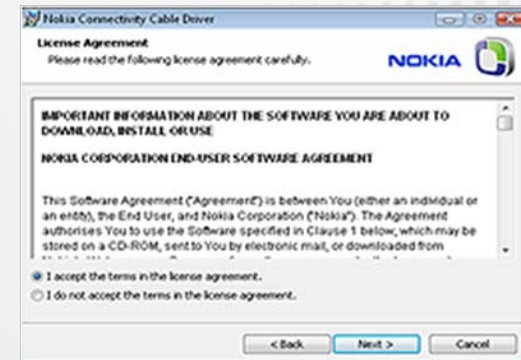 Nokia Connectivity Cable Driver
License Agreement
Please read the following license agreement carefully.
NOKIA
IMPORTANT INFORMATION ABOUT THE SOFTWARE YOU ARE ABOUT TO
DOWNLOAD, INSTALL OR USE
NOKIA CORPORATION END-USER SOFTWARE AGREEMENT
This Software Agreement ("Agreement") is between You (either an individual or
an entity), the End User, and Nokia Corporation ("Nokia"). The Agreement
authorises You to use the Software specified in Clause 1 below, which may be
stored on a CD-ROM, sent to You by electronic mail, or downloaded from
I accept the terms in the license agreement.
I do not accept the terms in the license agreement.
< Back
Next >
Cancel